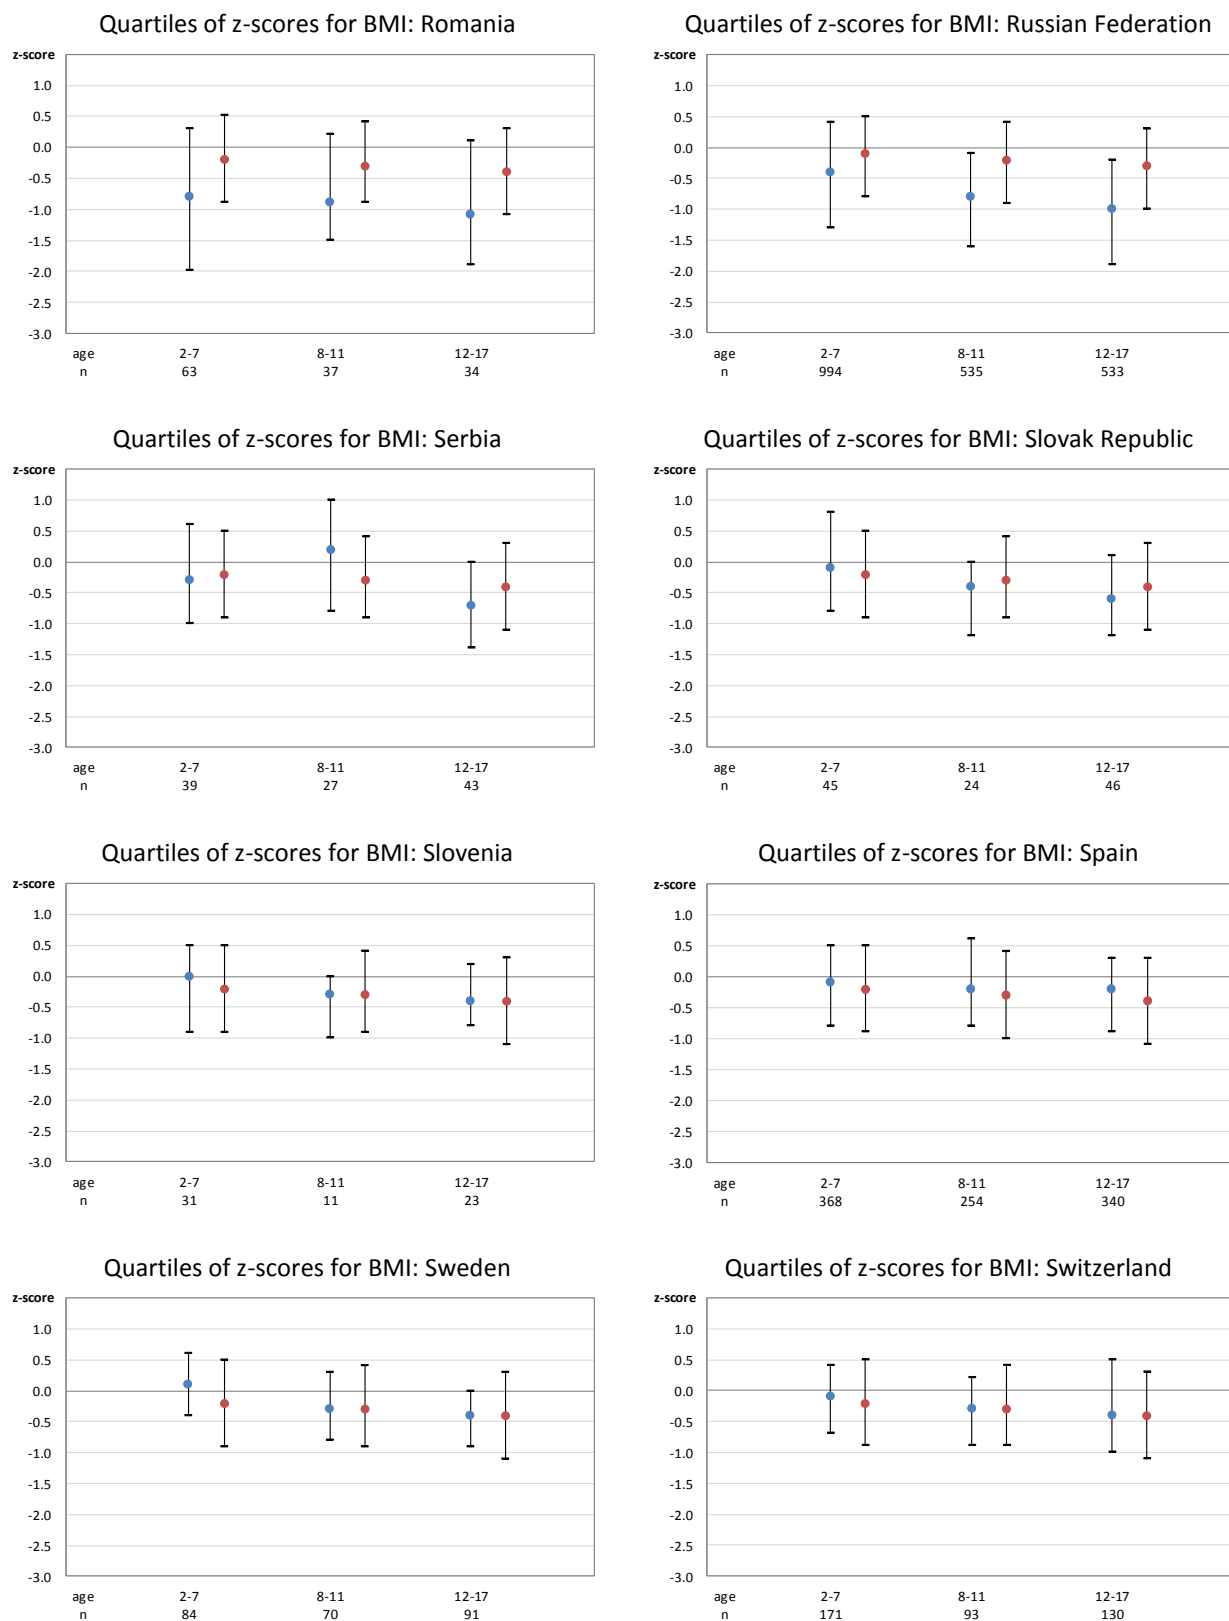 Quartiles of z-scores for BMI: Romania
z-score
1.0
0.5
0.0
-0.5
-1.0
-1.5
-2.0
-2.5
-3.0
age 2-7 8-11 12-17
n 63 37 34
Quartiles of z-scores for BMI: Russian Federation
z-score
1.0
0.5
0.0
-0.5
-1.0
-1.5
-2.0
-2.5
-3.0
age 2-7 8-11 12-17
n 994 535 533
Quartiles of z-scores for BMI: Serbia
z-score
1.0
0.5
0.0
-0.5
-1.0
-1.5
-2.0
-2.5
-3.0
age 2-7 8-11 12-17
n 39 27 43
Quartiles of z-scores for BMI: Slovak Republic
z-score
1.0
0.5
0.0
-0.5
-1.0
-1.5
-2.0
-2.5
-3.0
age 2-7 8-11 12-17
n 45 24 46
Quartiles of z-scores for BMI: Slovenia
z-score
1.0
0.5
0.0
-0.5
-1.0
-1.5
-2.0
-2.5
-3.0
age 2-7 8-11 12-17
n 31 11 23
Quartiles of z-scores for BMI: Spain
z-score
1.0
0.5
0.0
-0.5
-1.0
-1.5
-2.0
-2.5
-3.0
age 2-7 8-11 12-17
n 368 254 340
Quartiles of z-scores for BMI: Sweden
z-score
1.0
0.5
0.0
-0.5
-1.0
-1.5
-2.0
-2.5
-3.0
age 2-7 8-11 12-17
n 84 70 91
Quartiles of z-scores for BMI: Switzerland
z-score
1.0
0.5
0.0
-0.5
-1.0
-1.5
-2.0
-2.5
-3.0
age 2-7 8-11 12-17
n 171 93 130